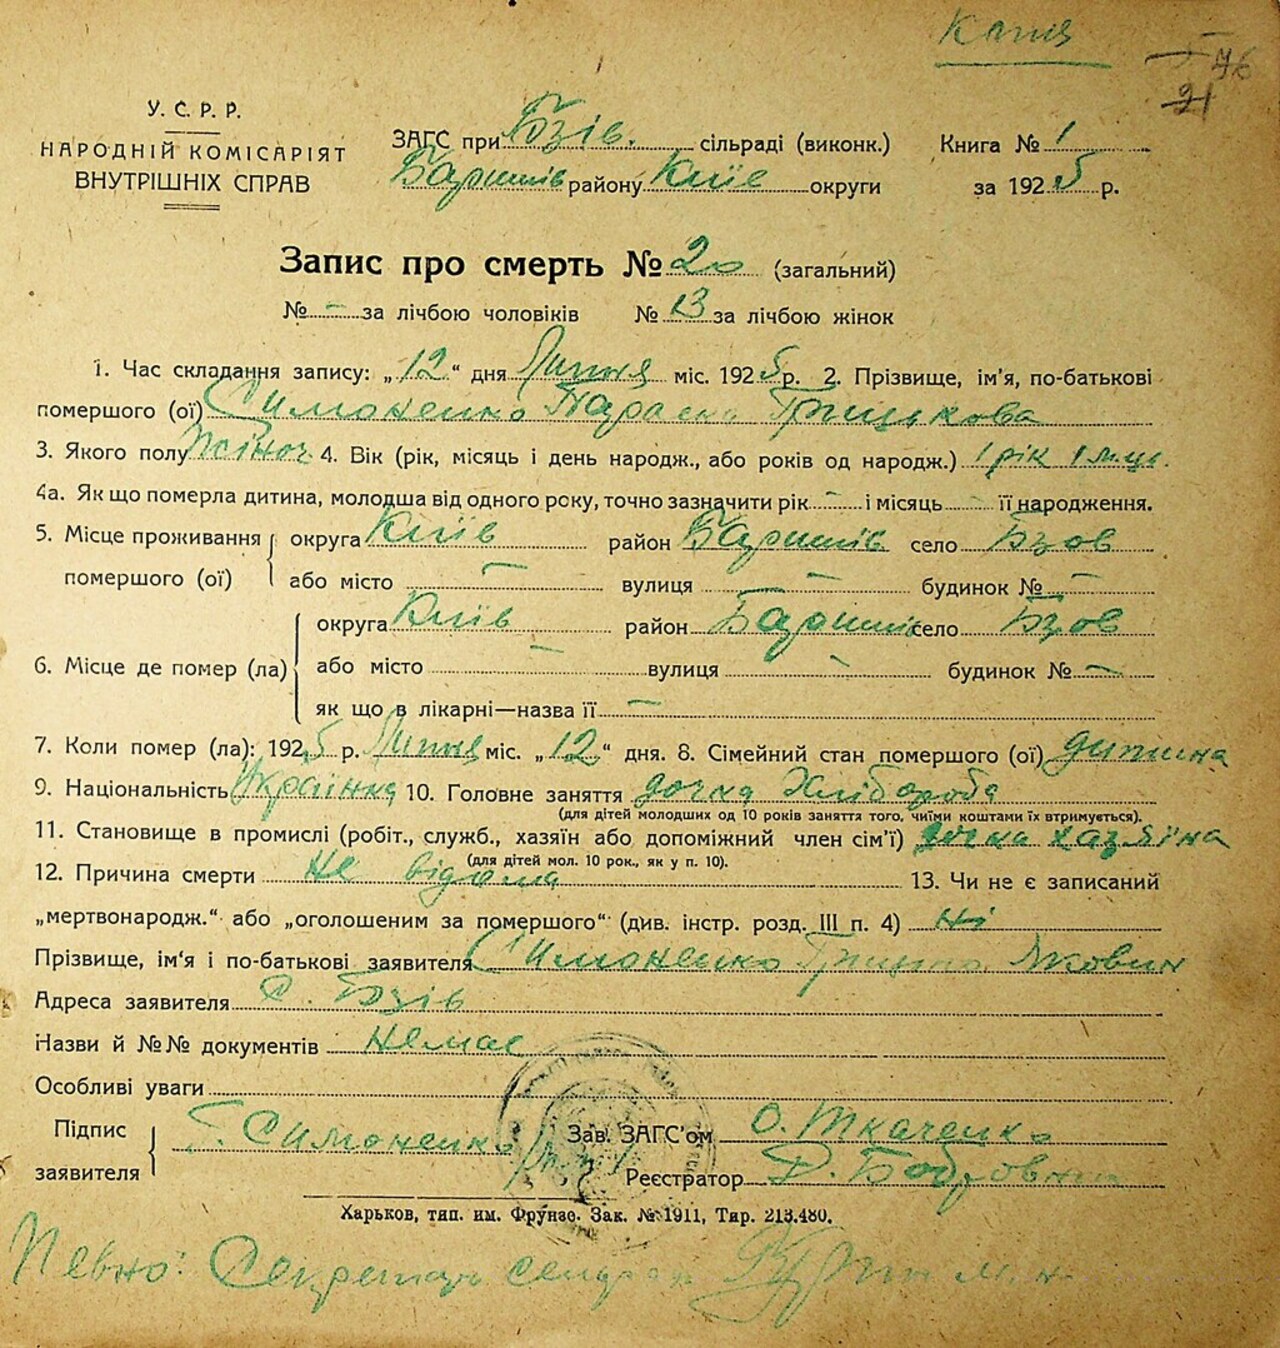 Копія
76
21
У. С. Р. Р.
НАРОДНІЙ КОМІСАРІЯТ
ВНУТРІШНІХ СПРАВ
ЗАГС при Бзів. сільраді (виконк.) Книга № 1
Баришів району Київ округи за 1925 р.
Запис про смерть № 20 (загальний)
№ - за лічбою чоловіків № 13 за лічбою жінок
1. Час складання запису: „12“ дня Липня міс. 1925 р. 2. Прізвище, ім'я, по-батькові
помершого (ої) Симоненко Параска Грицькова
3. Якого полу Жіноч. 4. Вік (рік, місяць і день народж., або років од народж.) 1 рік 1 міц.
4а. Як що померла дитина, молодша від одного року, точно зазначити рік - і місяць - її народження.
5. Місце проживання помершого (ої) округа Київ район Баришів село Бзов
або місто - вулиця - будинок № -
6. Місце де помер (ла) округа Київ район Баришів село Бзов
або місто - вулиця - будинок № -
як що в лікарні—назва її -
7. Коли помер (ла): 1925 р. Липня міс. „12“ дня. 8. Сімейний стан помершого (ої) дитина
9. Національність Українка 10. Головне заняття дочка Хлібороба
(для дітей молодших од 10 років заняття того, чиїми коштами їх втримується).
11. Становище в промислі (робіт., служб., хазяїн або допоміжний член сім'ї) дочка хазяїна
(для дітей мол. 10 рок., як у п. 10).
12. Причина смерти не відома 13. Чи не є записаний
„мертвонародж.“ або „оголошеним за помершого“ (див. інстр. розд. III п. 4) ні
Прізвище, ім'я і по-батькові заявителя Симоненко Грицько Якович
Адреса заявителя с. Бзів
Назви й №№ документів немає
Особливі уваги
Підпис заявителя Г. Симоненко Зав. ЗАГС'ом О. Ткаченко
Реєстратор Д. Бобровник
Харьков, тип. им. Фрунзе. Зак. № 1911, Тир. 213.480.
Певно: Секретар сельради